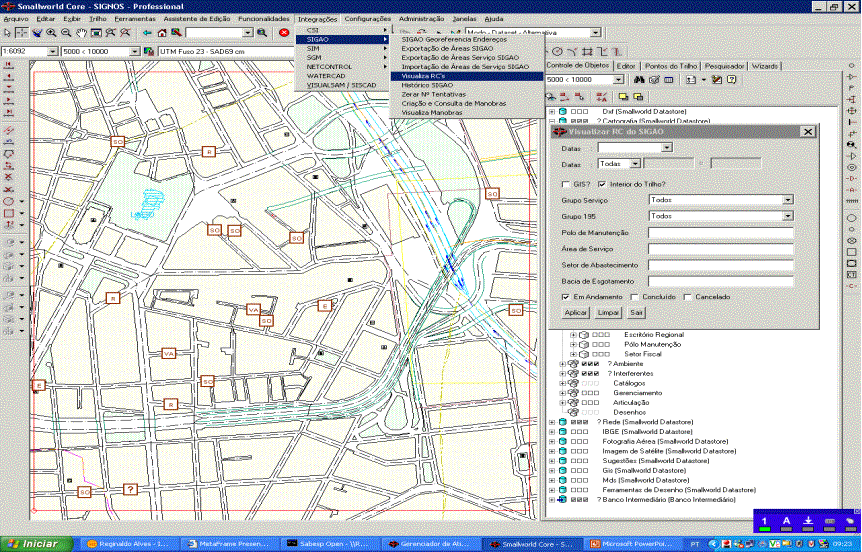 Smallworld Core - SIGNOS - Professional
Arquivo Redo Exibir Trilho Ferramentas Assistente de Edição Funcionalidades Integrações Configurações Administração Janelas Ajuda
CSI
SIGAO
SIM
SGM
NETCONTROL
WATERCAD
VISUALSAM / SISCAD
SIGAO Georeferencia Endereços
Exportação de Áreas SIGAO
Exportação de Áreas Serviço SIGAO
Importação de Áreas de Serviço SIGAO
Visualiza RC's
Histórico SIGAO
Zerar Nº Tentativas
Criação e Consulta de Manobras
Visualiza Manobras
Modo - Dataset - Alternativa
1:6092
5000 < 10000
UTM Fuso 23 - SAD69 cm
Controle de Objetos Editor Pontos do Trilho Pesquisador Wizards
5000 < 10000
Dxf (Smallworld Datastore)
? Cartografia (Smallworld Datastore)
Visualizar RC do SIGAO
Datas :
Datas : Todas
GIS? Interior do Trilho?
Grupo Serviço : Todos
Grupo 195 : Todos
Polo de Manutenção :
Área de Serviço :
Setor de Abastecimento :
Bacia de Esgotamento :
Em Andamento Concluído Cancelado
Aplicar Limpar Sair
Escritório Regional
Pólo Manutenção
Setor Fiscal
? Ambiente
? Interferentes
Catálogos
Gerenciamento
Articulação
Desenhos
? Rede (Smallworld Datastore)
IBGE (Smallworld Datastore)
Fotografia Aérea (Smallworld Datastore)
Imagem de Satélite (Smallworld Datastore)
Sugestões (Smallworld Datastore)
Gis (Smallworld Datastore)
Mds (Smallworld Datastore)
Ferramentas de Desenho (Smallworld Datastore)
? Banco Intermediário (Banco Intermediário)
SO
R
SO
SO
SO
SO
R
VA
SO
E
SO
VA
SO
E
R
SO
?
1 A
Iniciar
Reginaldo Alves - 1...
MetaFrame Presen...
Sabesp Open - \\R...
Gerenciador de Ati...
Smallworld Core - S...
Microsoft PowerPoi...
PT
09:23